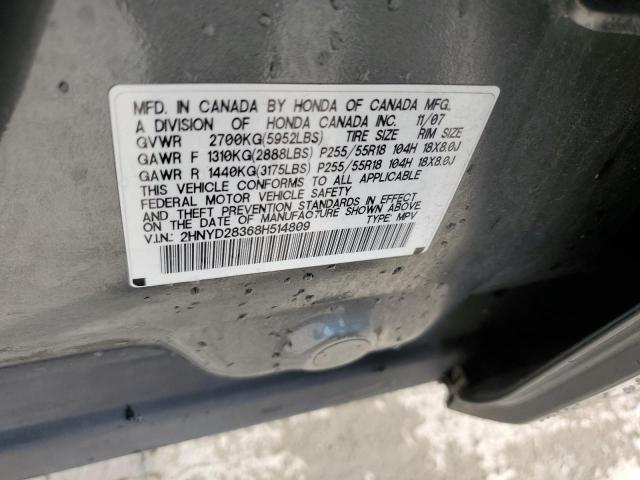 MFD. IN CANADA BY HONDA OF CANADA MFG.
A DIVISION OF HONDA CANADA INC. 11/07
GVWR 2700KG(5952LBS) TIRE SIZE RIM SIZE
GAWR F 1310KG(2888LBS) P255/55R18 104H 18X8.0J
GAWR R 1440KG(3175LBS) P255/55R18 104H 18X8.0J
THIS VEHICLE CONFORMS TO ALL APPLICABLE
FEDERAL MOTOR VEHICLE SAFETY
AND THEFT PREVENTION STANDARDS IN EFFECT
ON THE DATE OF MANUFACTURE SHOWN ABOVE.
V.I.N.: 2HNYD28368H514809 TYPE: MPV